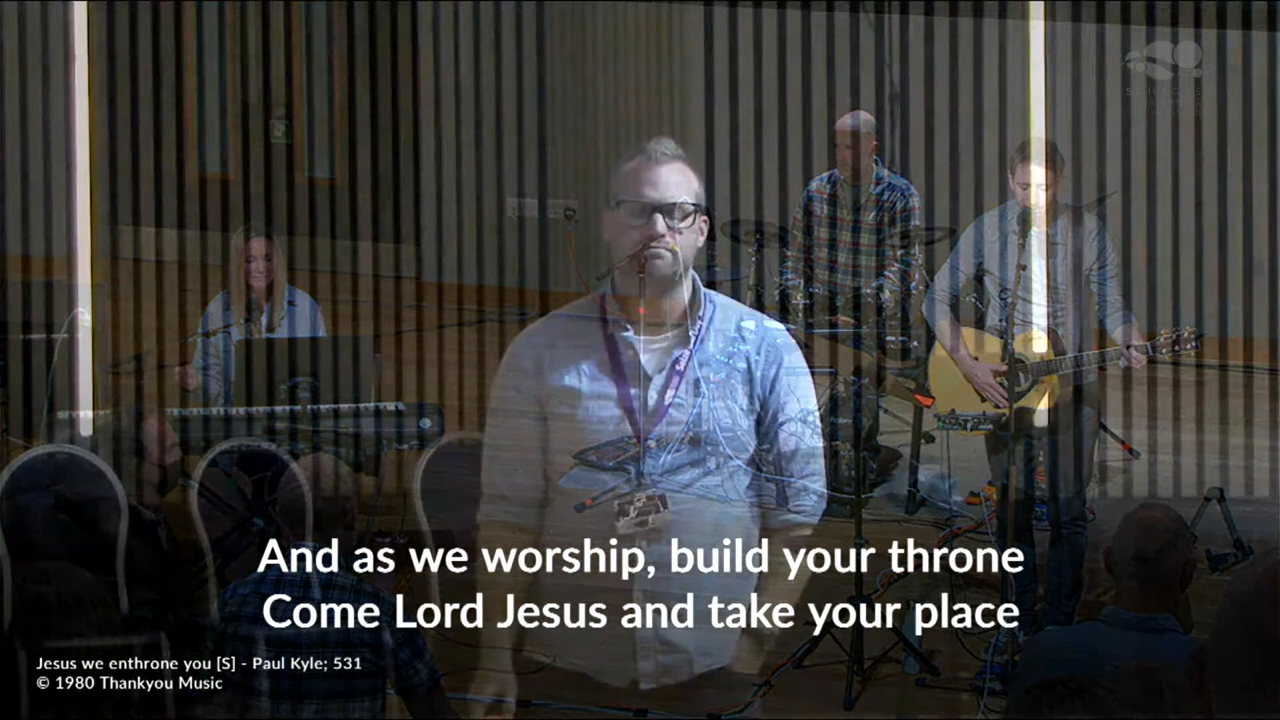 And as we worship, build your throne
Come Lord Jesus and take your place
Jesus we enthrone you [S] - Paul Kyle; 531
© 1980 Thankyou Music